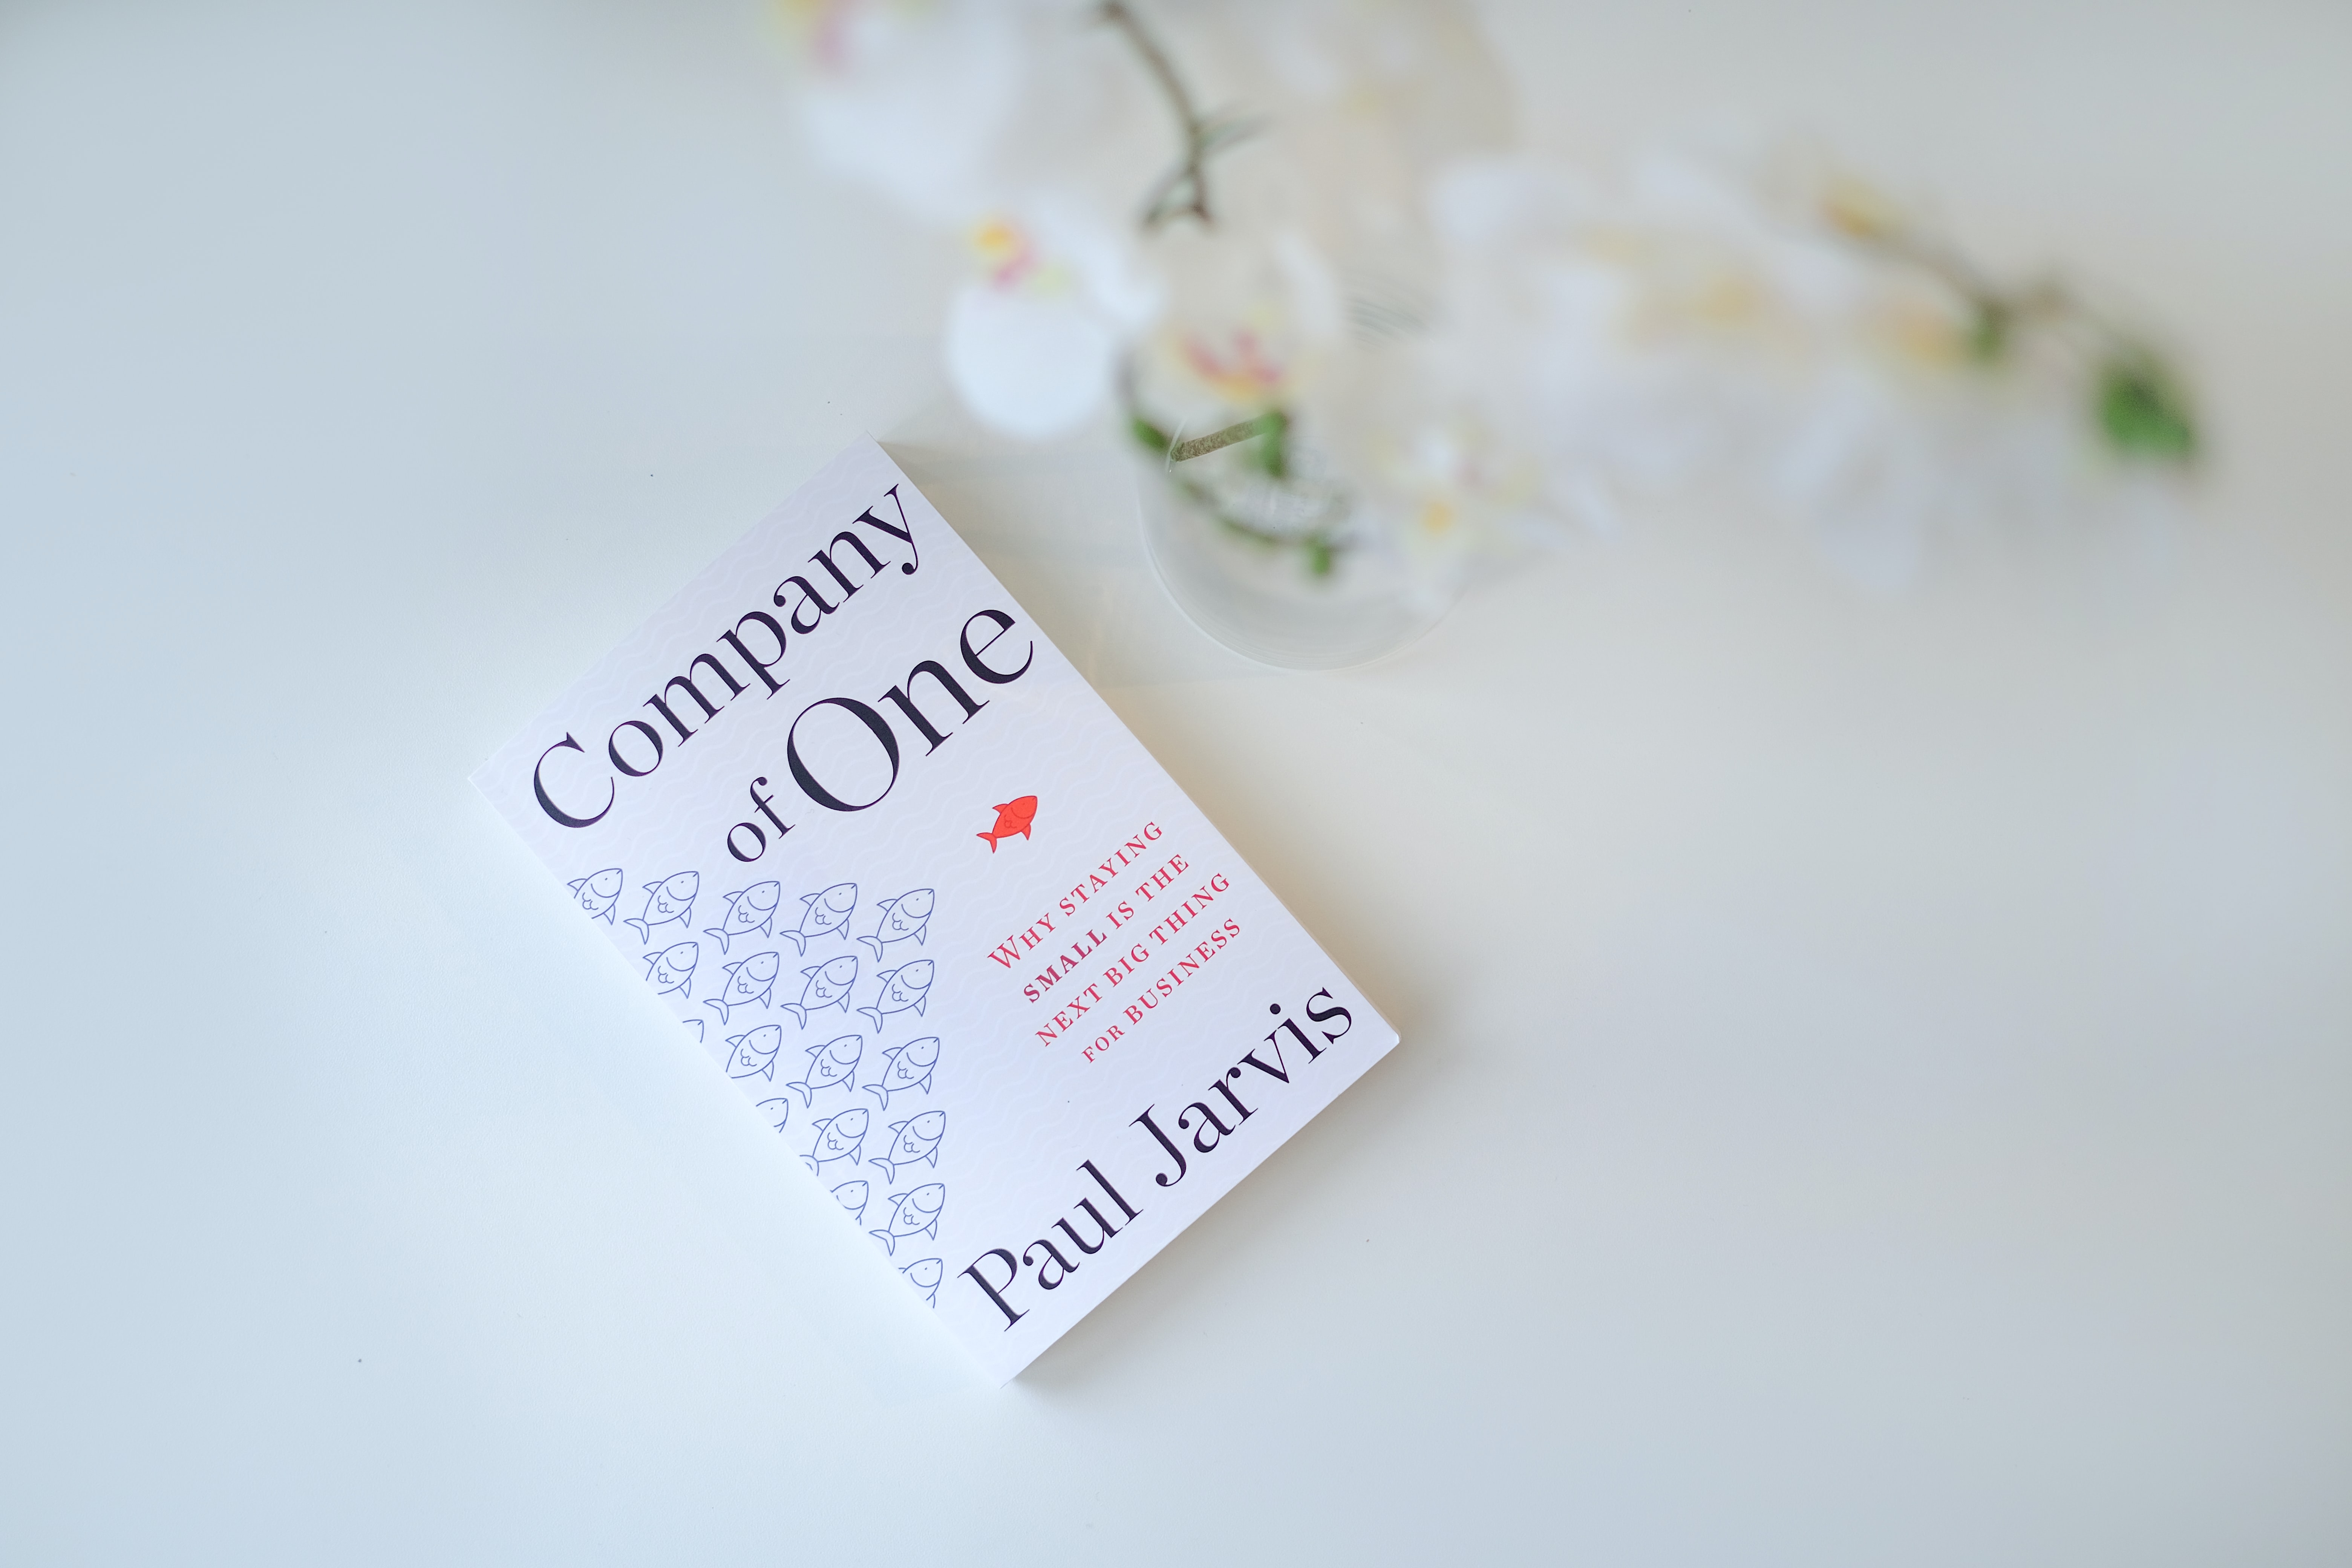 Company
of One
WHY STAYING
SMALL IS THE
NEXT BIG THING
FOR BUSINESS
Paul Jarvis